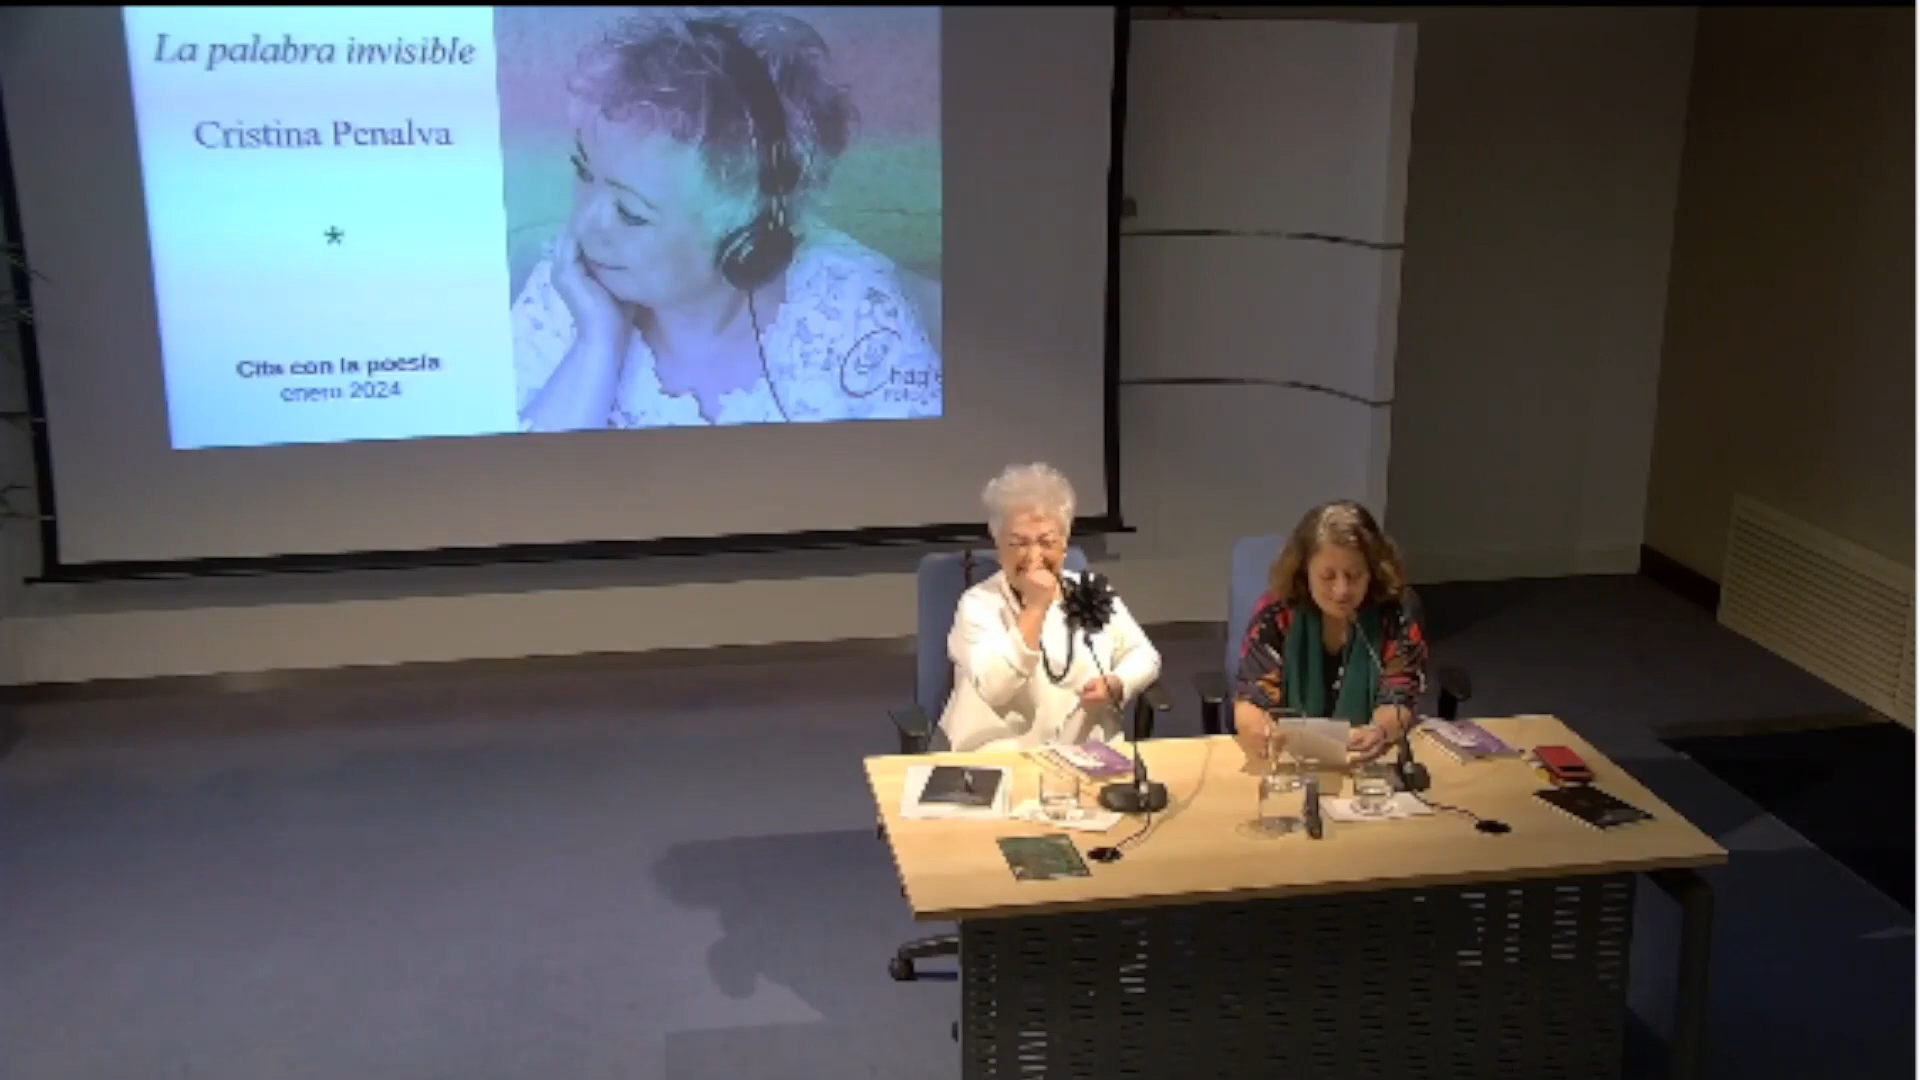 La palabra invisible
Cristina Penalva
*
Cita con la poesía
enero 2024